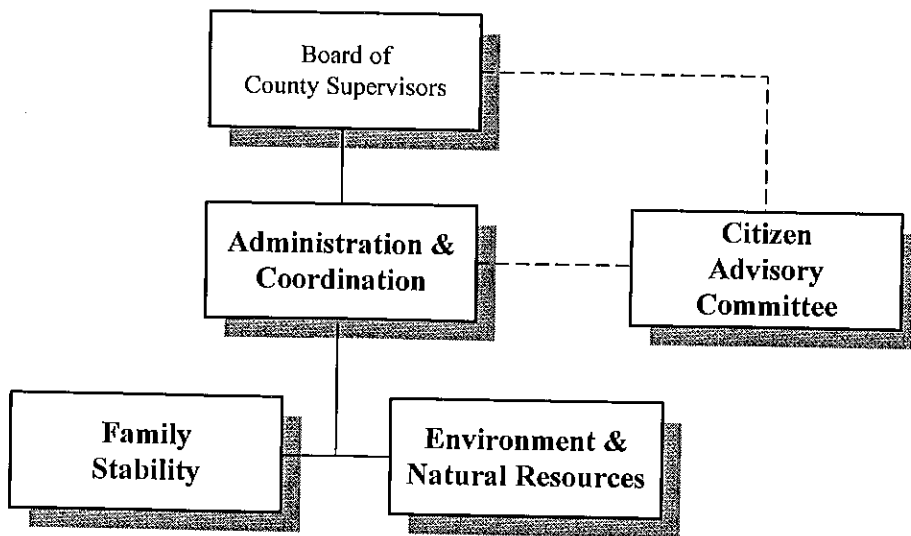 Board of
County Supervisors
Administration &
Coordination
Citizen
Advisory
Committee
Family
Stability
Environment &
Natural Resources